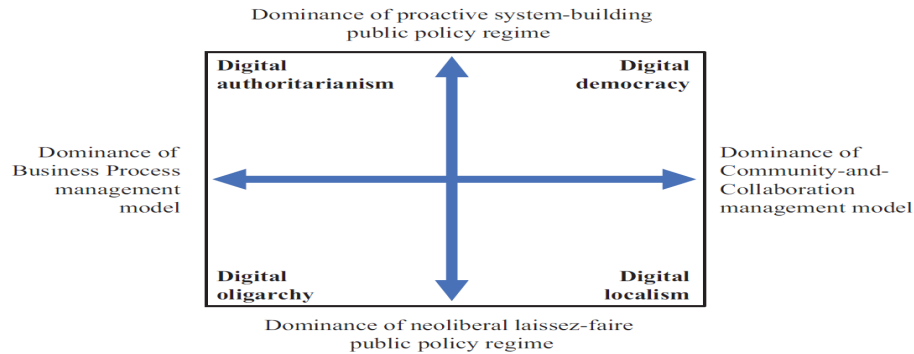 Dominance of proactive system-building
public policy regime
Digital
authoritarianism
Digital
democracy
Dominance of
Business Process
management
model
Dominance of
Community-and-
Collaboration
management model
Digital
oligarchy
Digital
localism
Dominance of neoliberal laissez-faire
public policy regime